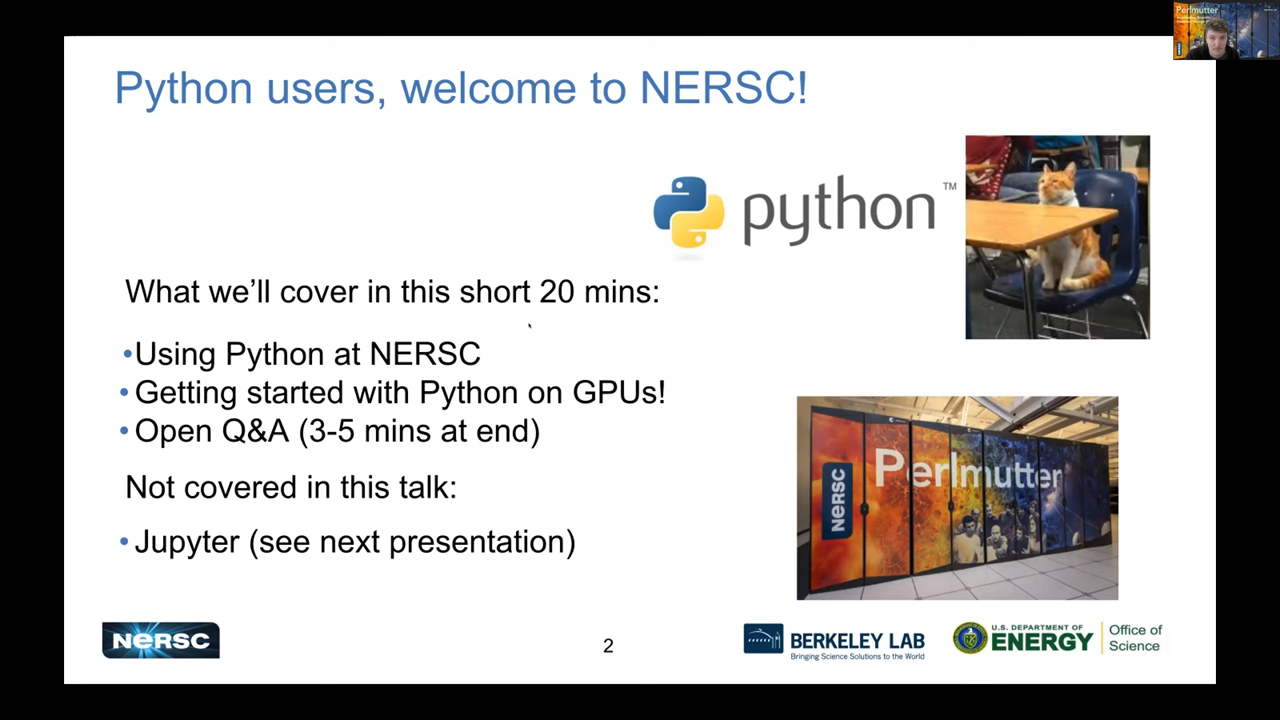 Perlmutter
Python users, welcome to NERSC!
python™
What we'll cover in this short 20 mins:
•Using Python at NERSC
•Getting started with Python on GPUs!
•Open Q&A (3-5 mins at end)
Not covered in this talk:
•Jupyter (see next presentation)
NERSC
Perlmutter
NERSC
2
BERKELEY LAB
Bringing Science Solutions to the World
U.S. DEPARTMENT OF
ENERGY
Office of
Science